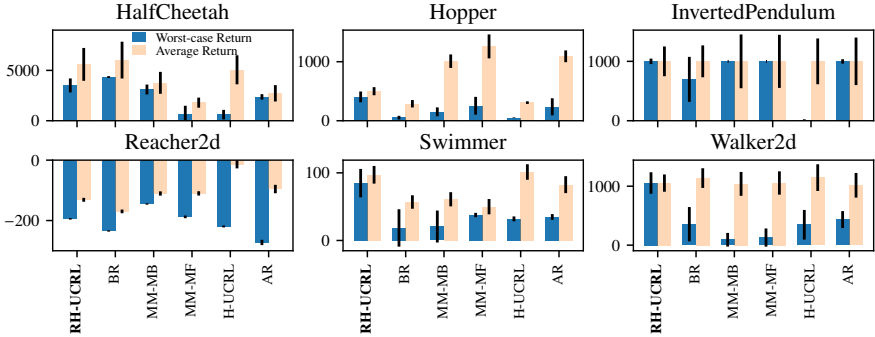 HalfCheetah
Hopper
InvertedPendulum
Worst-case Return
Average Return
5000
0
1000
0
1000
0
Reacher2d
Swimmer
Walker2d
0
−200
100
0
1000
0
RH-UCRL
BR
MM-MB
MM-MF
H-UCRL
AR
RH-UCRL
BR
MM-MB
MM-MF
H-UCRL
AR
RH-UCRL
BR
MM-MB
MM-MF
H-UCRL
AR